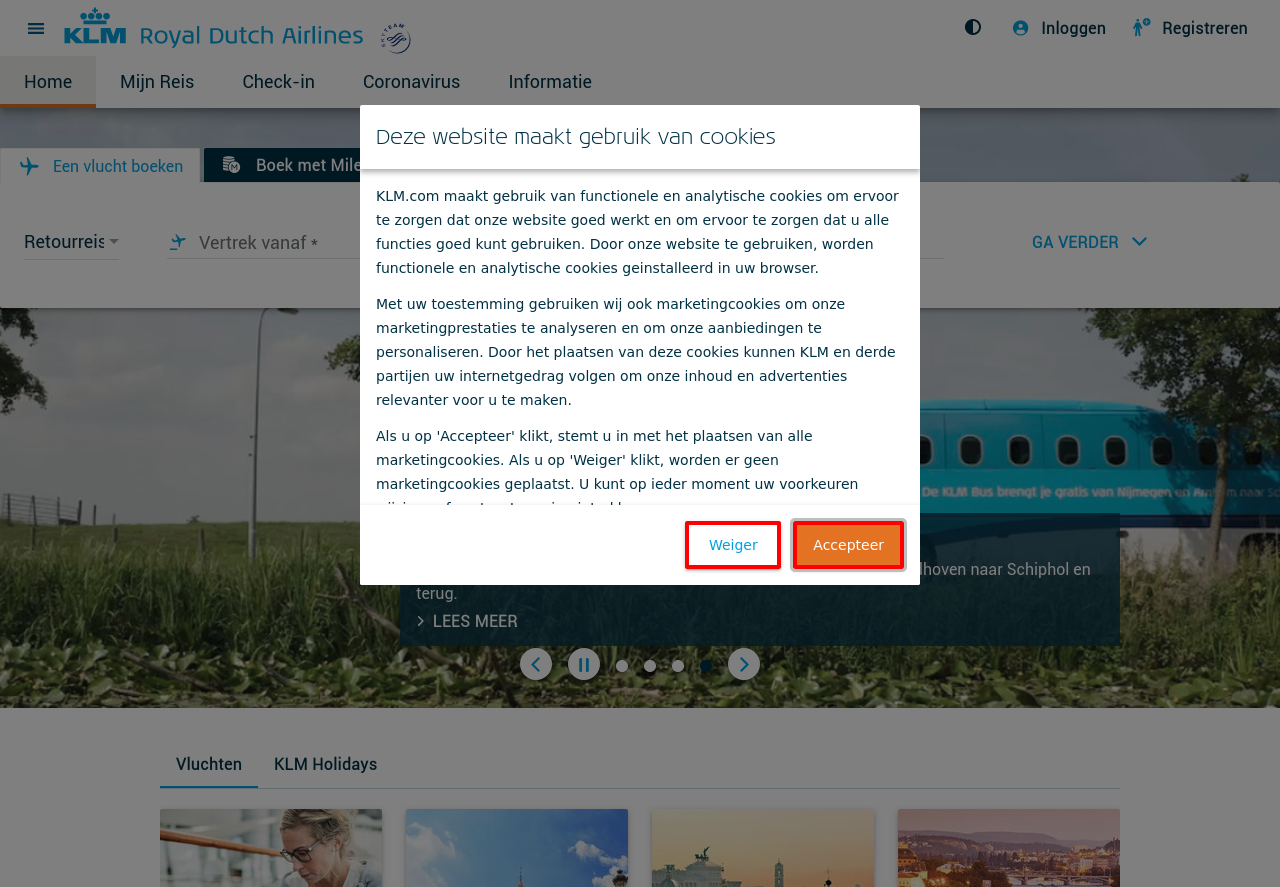 KLM Royal Dutch Airlines
SKYTEAM
Inloggen
Registreren
Home
Mijn Reis
Check-in
Coronavirus
Informatie
Deze website maakt gebruik van cookies
Een vlucht boeken
Boek met Mile
KLM.com maakt gebruik van functionele en analytische cookies om ervoor
te zorgen dat onze website goed werkt en om ervoor te zorgen dat u alle
functies goed kunt gebruiken. Door onze website te gebruiken, worden
functionele en analytische cookies geinstalleerd in uw browser.
Retourreis
Vertrek vanaf *
GA VERDER
Met uw toestemming gebruiken wij ook marketingcookies om onze
marketingprestaties te analyseren en om onze aanbiedingen te
personaliseren. Door het plaatsen van deze cookies kunnen KLM en derde
partijen uw internetgedrag volgen om onze inhoud en advertenties
relevanter voor u te maken.
Als u op 'Accepteer' klikt, stemt u in met het plaatsen van alle
marketingcookies. Als u op 'Weiger' klikt, worden er geen
marketingcookies geplaatst. U kunt op ieder moment uw voorkeuren
De KLM Bus brengt je gratis van Nijmegen en Arnhem naar Sc
Weiger
Accepteer
dhoven naar Schiphol en
terug.
LEES MEER
Vluchten
KLM Holidays